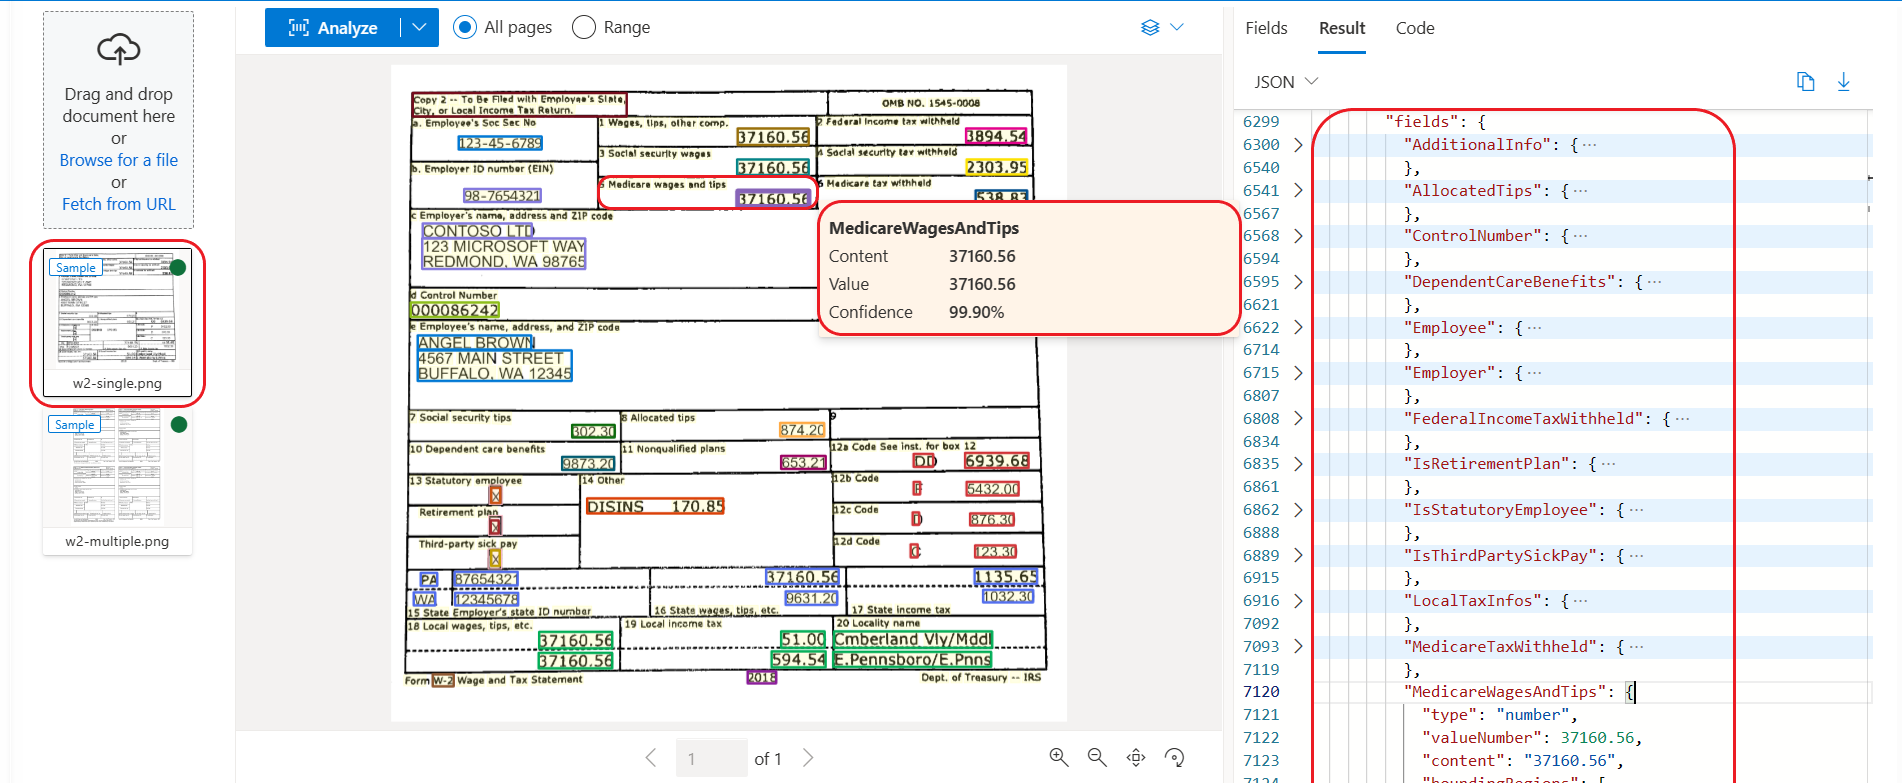 Drag and drop
document here
or
Browse for a file
or
Fetch from URL
Sample
w2-single.png
Sample
w2-multiple.png
Analyze
All pages
Range
Copy 2 -- To Be Filed with Employee's State,
City, or Local Income Tax Return.
OMB NO. 1545-0008
a. Employee's Soc Sec No
123-45-6789
1 Wages, tips, other comp.
37160.56
2 Federal income tax withheld
3894.54
3 Social security wages
37160.56
4 Social security tax withheld
2303.95
b. Employer ID number (EIN)
98-7654321
5 Medicare wages and tips
37160.56
6 Medicare tax withheld
538.83
c Employer's name, address and ZIP code
CONTOSO LTD
123 MICROSOFT WAY
REDMOND, WA 98765
MedicareWagesAndTips
Content 37160.56
Value 37160.56
Confidence 99.90%
d Control Number
000086242
e Employee's name, address, and ZIP code
ANGEL BROWN
4567 MAIN STREET
BUFFALO, WA 12345
7 Social security tips
302.30
8 Allocated tips
874.20
9
10 Dependent care benefits
9873.20
11 Nonqualified plans
653.21
12a Code See inst. for box 12
DD 6939.68
13 Statutory employee
X
14 Other
DISINS 170.85
12b Code
F 5432.00
Retirement plan
X
12c Code
D 876.30
Third-party sick pay
X
12d Code
C 123.30
PA 87654321 37160.56 1135.65
WA 12345678 9631.20 1032.30
15 State Employer's state ID number
16 State wages, tips, etc.
17 State income tax
18 Local wages, tips, etc.
37160.56
37160.56
19 Local income tax
51.00
594.54
20 Locality name
Cmberland Vly/Mddl
E.Pennsboro/E.Pnns
Form W-2 Wage and Tax Statement
2018
Dept. of Treasury -- IRS
1 of 1
Fields Result Code
JSON
6299 "fields": {
6300 "AdditionalInfo": { ...
6540 },
6541 "AllocatedTips": { ...
6567 },
6568 "ControlNumber": { ...
6594 },
6595 "DependentCareBenefits": { ...
6621 },
6622 "Employee": { ...
6714 },
6715 "Employer": { ...
6807 },
6808 "FederalIncomeTaxWithheld": { ...
6834 },
6835 "IsRetirementPlan": { ...
6861 },
6862 "IsStatutoryEmployee": { ...
6888 },
6889 "IsThirdPartySickPay": { ...
6915 },
6916 "LocalTaxInfos": { ...
7092 },
7093 "MedicareTaxWithheld": { ...
7119 },
7120 "MedicareWagesAndTips": {
7121 "type": "number",
7122 "valueNumber": 37160.56,
7123 "content": "37160.56",
7124 "boundingRegions": [